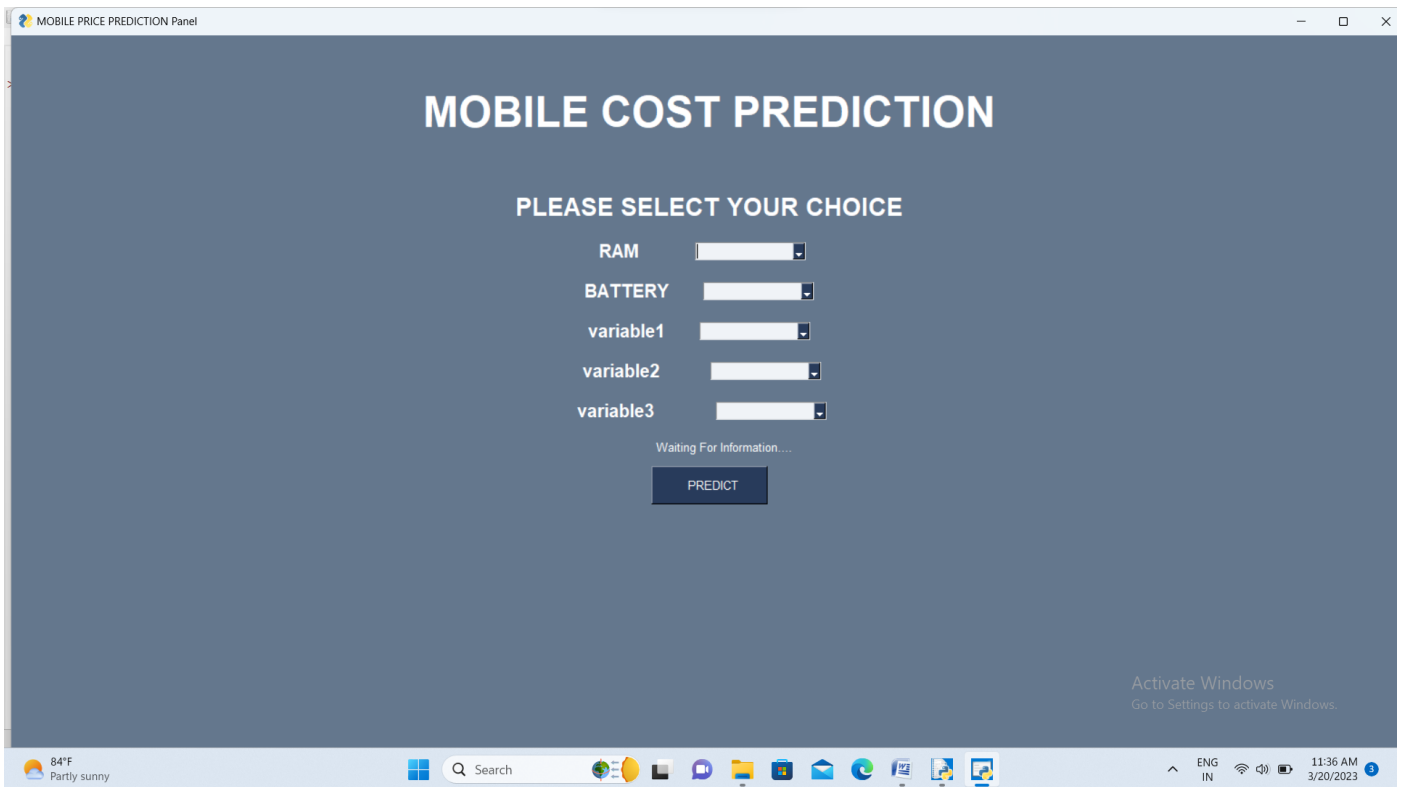 MOBILE PRICE PREDICTION Panel
MOBILE COST PREDICTION
PLEASE SELECT YOUR CHOICE
RAM
BATTERY
variable1
variable2
variable3
Waiting For Information....
PREDICT
Activate Windows
Go to Settings to activate Windows.
84°F
Partly sunny
Search
ENG
IN
11:36 AM
3/20/2023
3